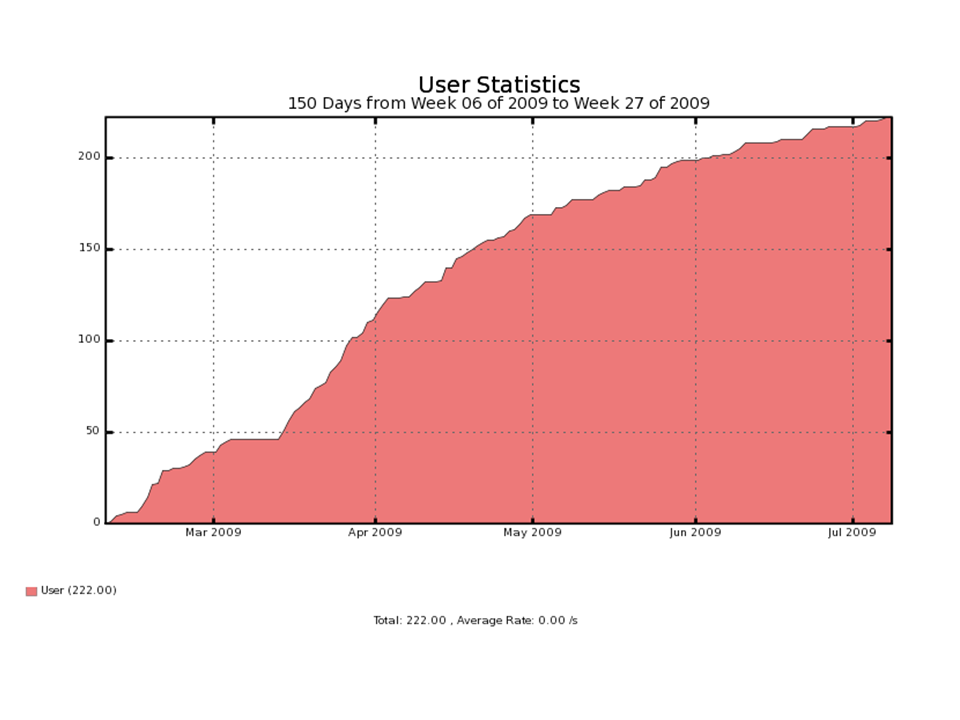 User Statistics
150 Days from Week 06 of 2009 to Week 27 of 2009
200
150
100
50
0
Mar 2009 Apr 2009 May 2009 Jun 2009 Jul 2009
User (222.00)
Total: 222.00 , Average Rate: 0.00 /s